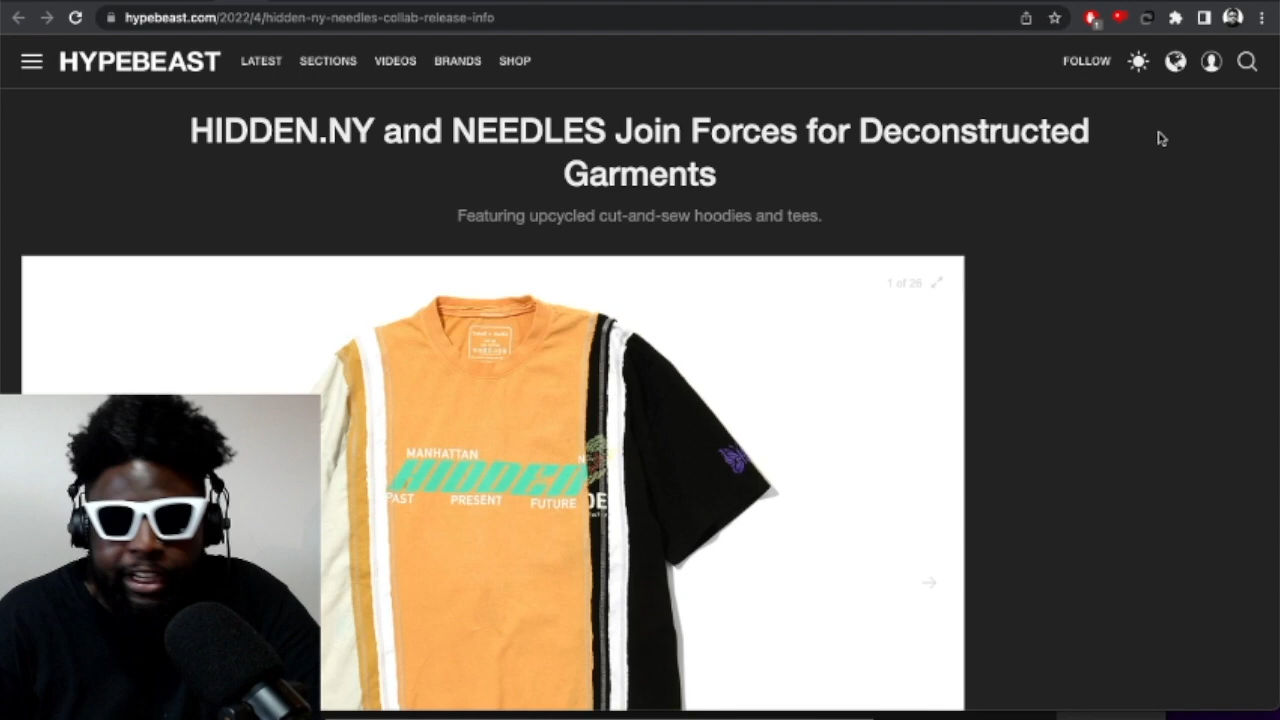 hypebeast.com/2022/4/hidden-ny-needles-collab-release-info
1
HYPEBEAST LATEST SECTIONS VIDEOS BRANDS SHOP FOLLOW
HIDDEN.NY and NEEDLES Join Forces for Deconstructed
Garments
Featuring upcycled cut-and-sew hoodies and tees.
1 of 26
MANHATTAN N
HIDDEN
PAST PRESENT FUTURE DE